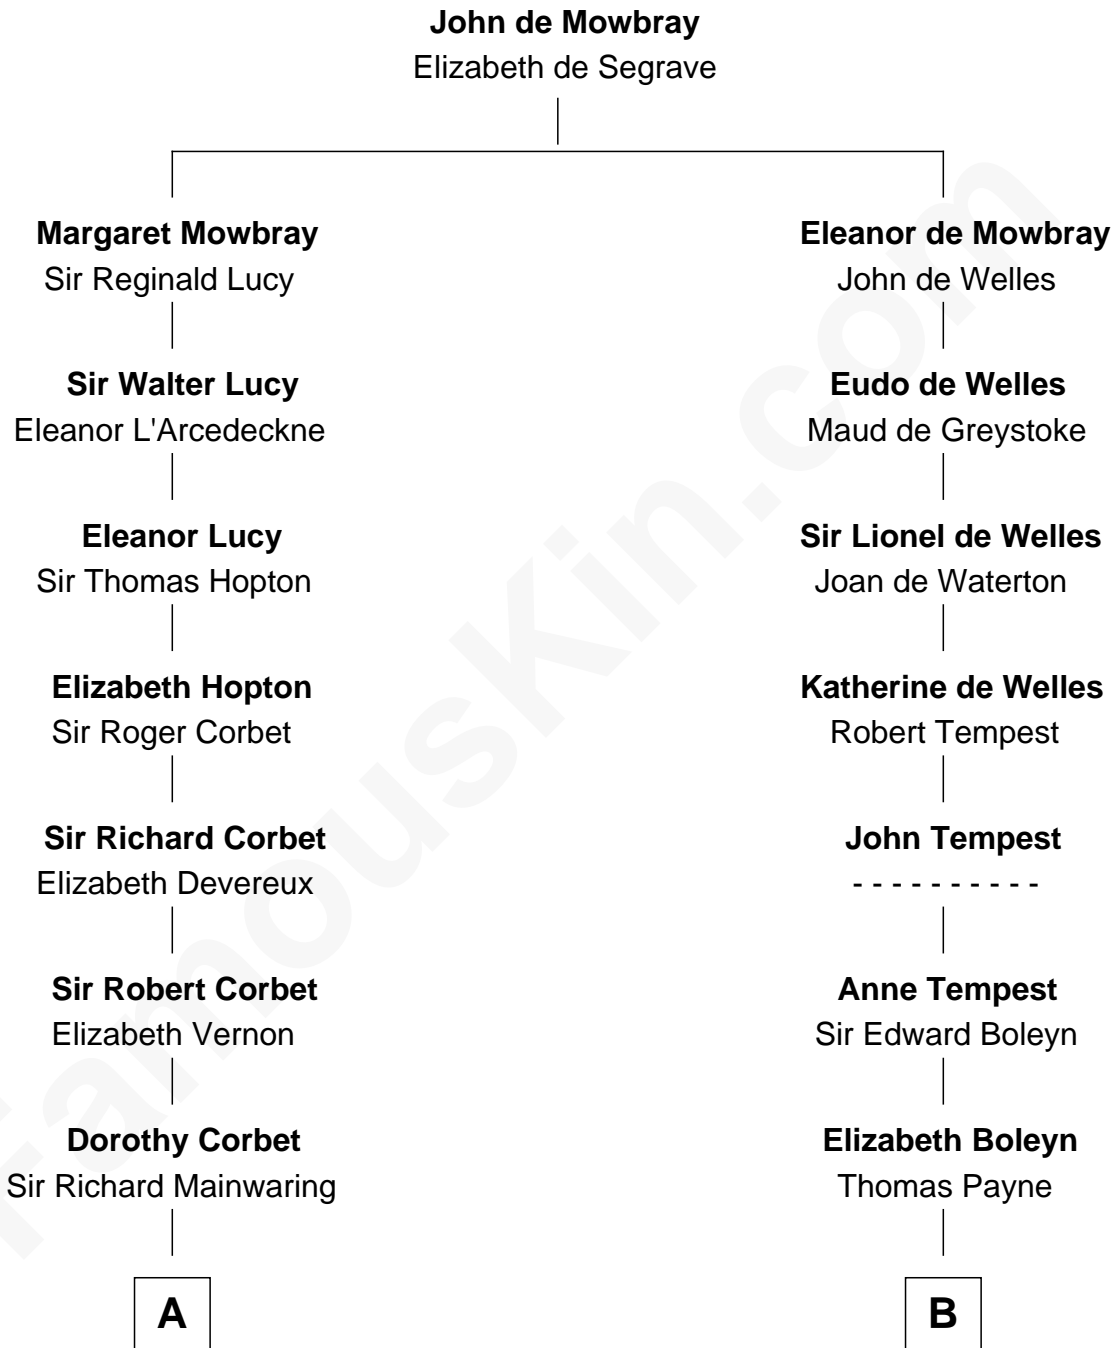 John de Mowbray
Elizabeth de Segrave
Margaret Mowbray
Sir Reginald Lucy
Eleanor de Mowbray
John de Welles
Sir Walter Lucy
Eleanor L'Arcedeckne
Eudo de Welles
Maud de Greystoke
Eleanor Lucy
Sir Thomas Hopton
Sir Lionel de Welles
Joan de Waterton
Elizabeth Hopton
Sir Roger Corbet
Katherine de Welles
Robert Tempest
Sir Richard Corbet
Elizabeth Devereux
John Tempest
- - - - - - - - - -
Sir Robert Corbet
Elizabeth Vernon
Anne Tempest
Sir Edward Boleyn
Dorothy Corbet
Sir Richard Mainwaring
Elizabeth Boleyn
Thomas Payne
A
B
FamousKin.com